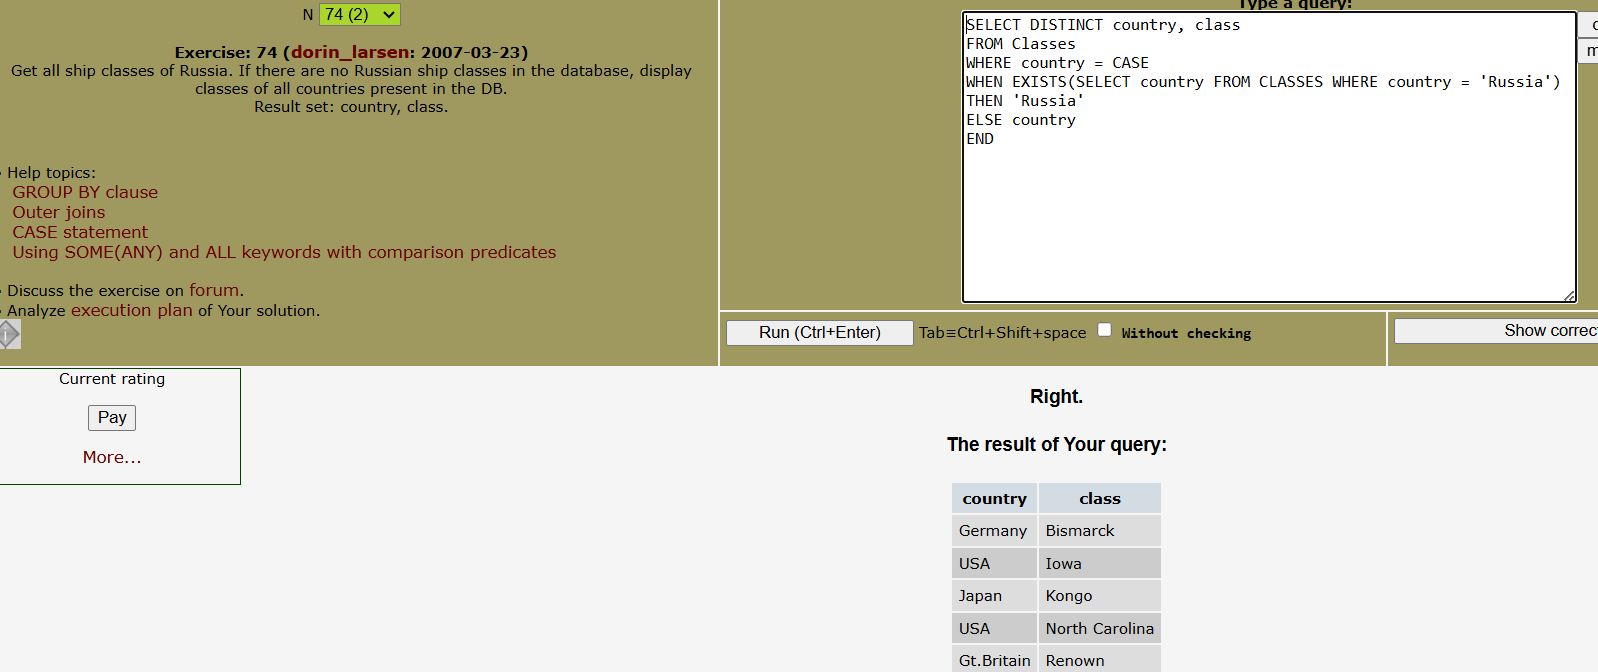 N 74 (2)
Exercise: 74 (dorin_larsen: 2007-03-23)
Get all ship classes of Russia. If there are no Russian ship classes in the database, display
classes of all countries present in the DB.
Result set: country, class.
Help topics:
GROUP BY clause
Outer joins
CASE statement
Using SOME(ANY) and ALL keywords with comparison predicates
Discuss the exercise on forum.
Analyze execution plan of Your solution.
Type a query:
SELECT DISTINCT country, class
FROM Classes
WHERE country = CASE
WHEN EXISTS(SELECT country FROM CLASSES WHERE country = 'Russia')
THEN 'Russia'
ELSE country
END
Run (Ctrl+Enter) Tab≡Ctrl+Shift+space Without checking
Show correc
Current rating
Pay
More...
Right.
The result of Your query:
country class
Germany Bismarck
USA Iowa
Japan Kongo
USA North Carolina
Gt.Britain Renown